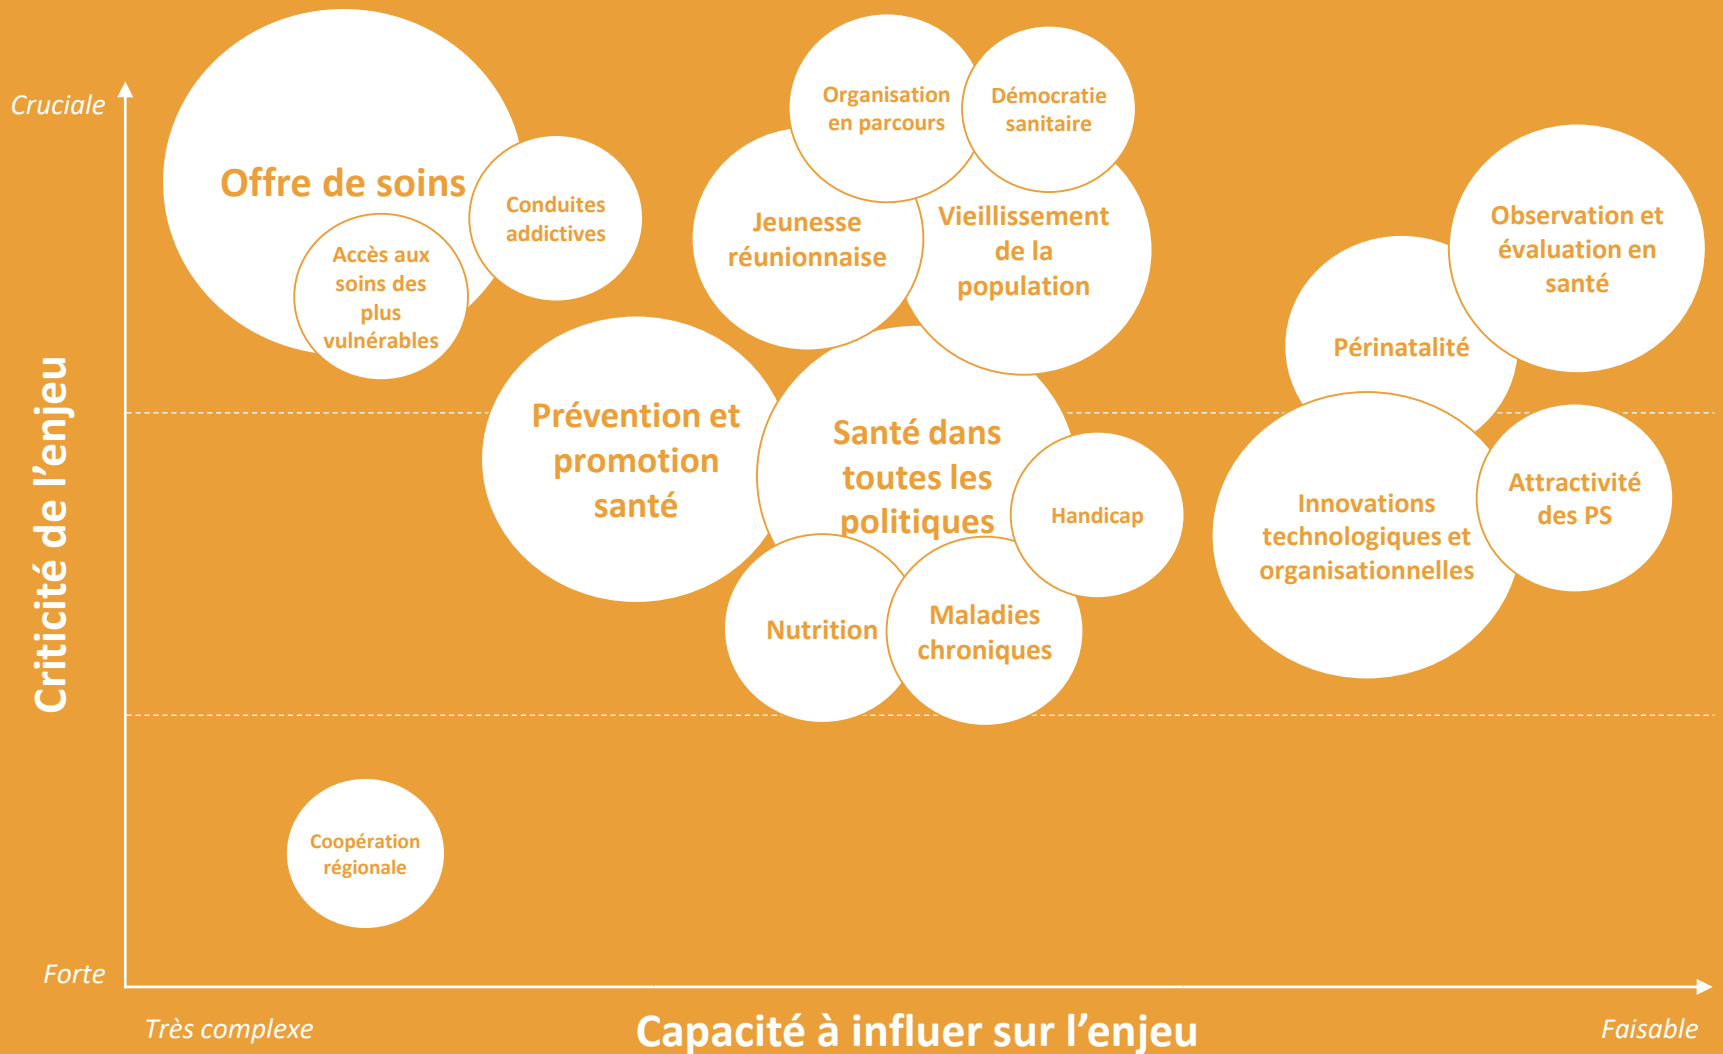 Cruciale
Criticité de l’enjeu
Forte
Offre de soins
Accès aux
soins des
plus
vulnérables
Conduites
addictives
Organisation
en parcours
Démocratie
sanitaire
Jeunesse
réunionnaise
Vieillissement
de la
population
Observation et
évaluation en
santé
Périnatalité
Prévention et
promotion
santé
Santé dans
toutes les
politiques
Handicap
Innovations
technologiques et
organisationnelles
Attractivité
des PS
Nutrition
Maladies
chroniques
Coopération
régionale
Très complexe
Capacité à influer sur l’enjeu
Faisable